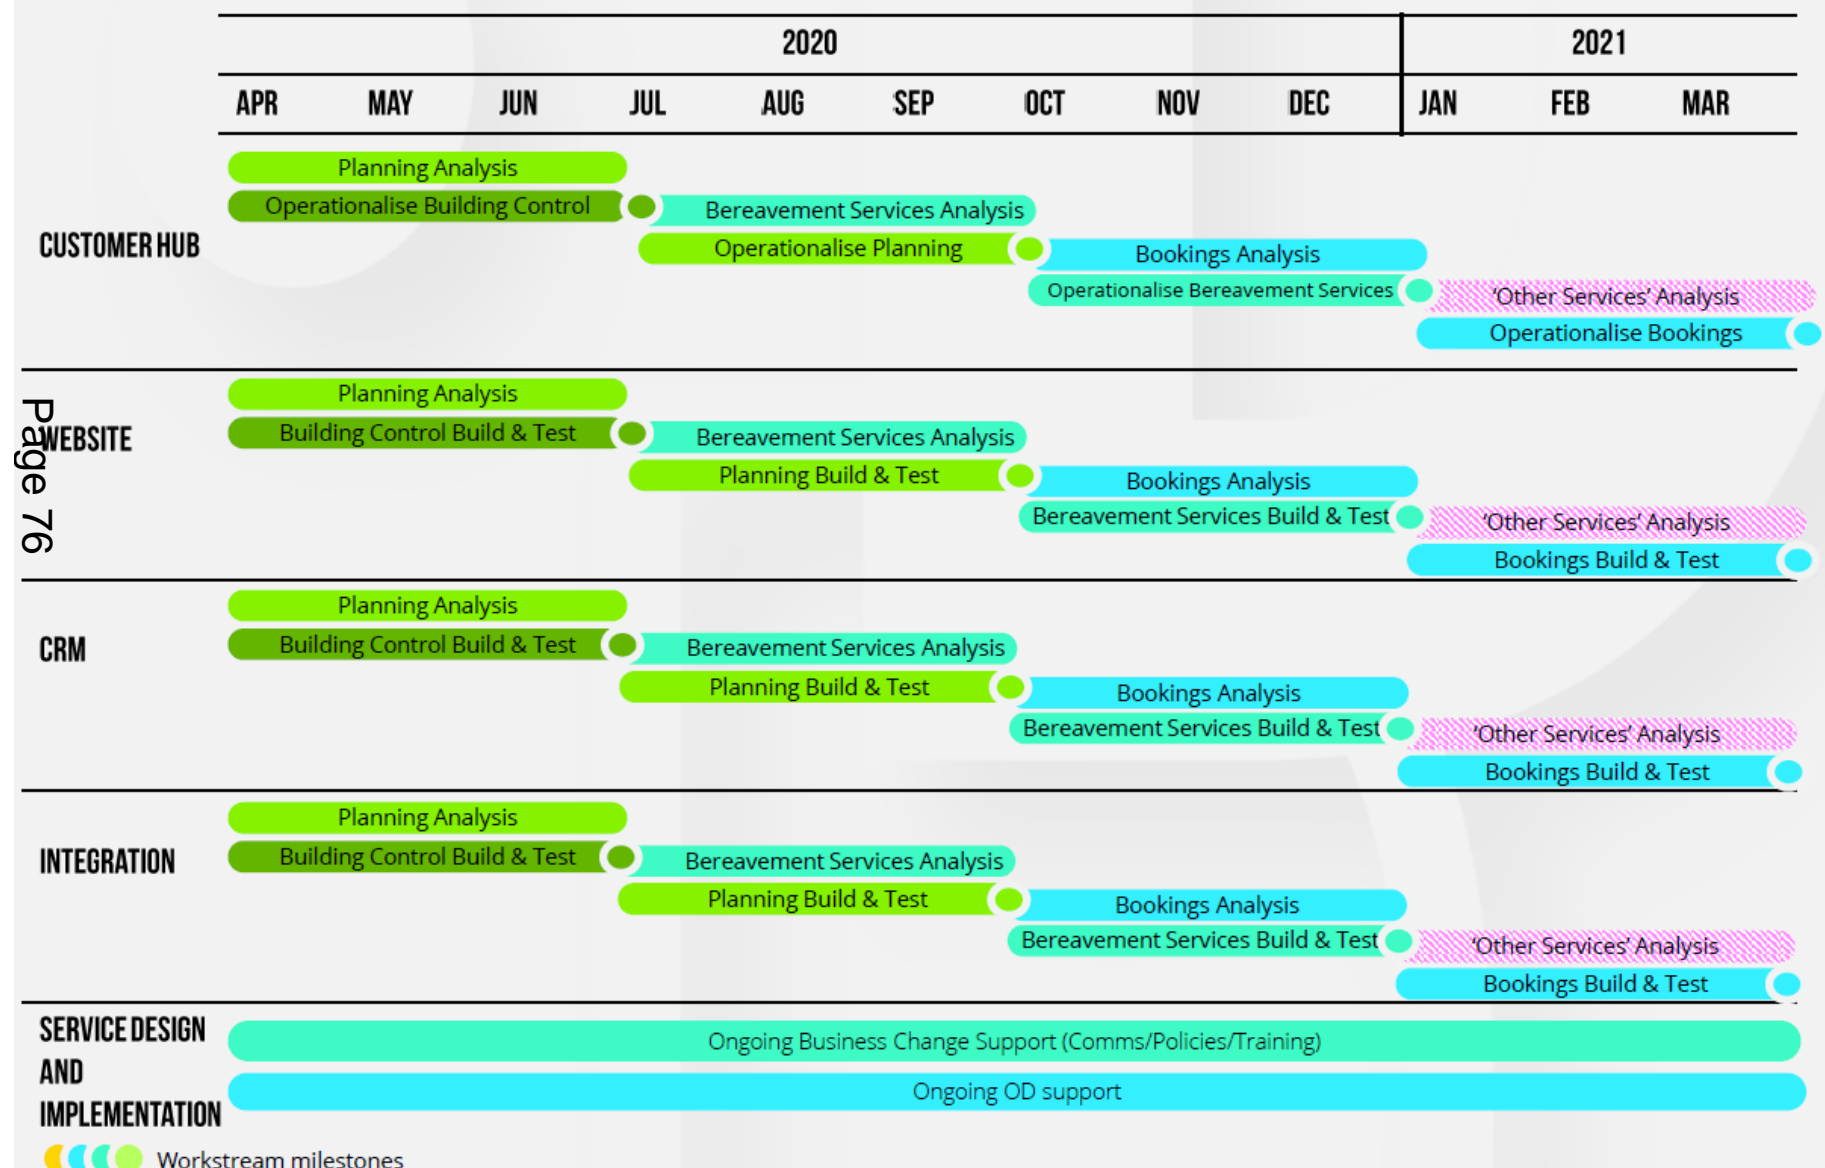 2020 2021
APR MAY JUN JUL AUG SEP OCT NOV DEC JAN FEB MAR
CUSTOMER HUB
Planning Analysis
Operationalise Building Control
Bereavement Services Analysis
Operationalise Planning
Bookings Analysis
Operationalise Bereavement Services
'Other Services' Analysis
Operationalise Bookings
Page 76
WEBSITE
Planning Analysis
Building Control Build & Test
Bereavement Services Analysis
Planning Build & Test
Bookings Analysis
Bereavement Services Build & Test
'Other Services' Analysis
Bookings Build & Test
CRM
Planning Analysis
Building Control Build & Test
Bereavement Services Analysis
Planning Build & Test
Bookings Analysis
Bereavement Services Build & Test
'Other Services' Analysis
Bookings Build & Test
INTEGRATION
Planning Analysis
Building Control Build & Test
Bereavement Services Analysis
Planning Build & Test
Bookings Analysis
Bereavement Services Build & Test
'Other Services' Analysis
Bookings Build & Test
SERVICE DESIGN
AND
IMPLEMENTATION
Ongoing Business Change Support (Comms/Policies/Training)
Ongoing OD support
Workstream milestones